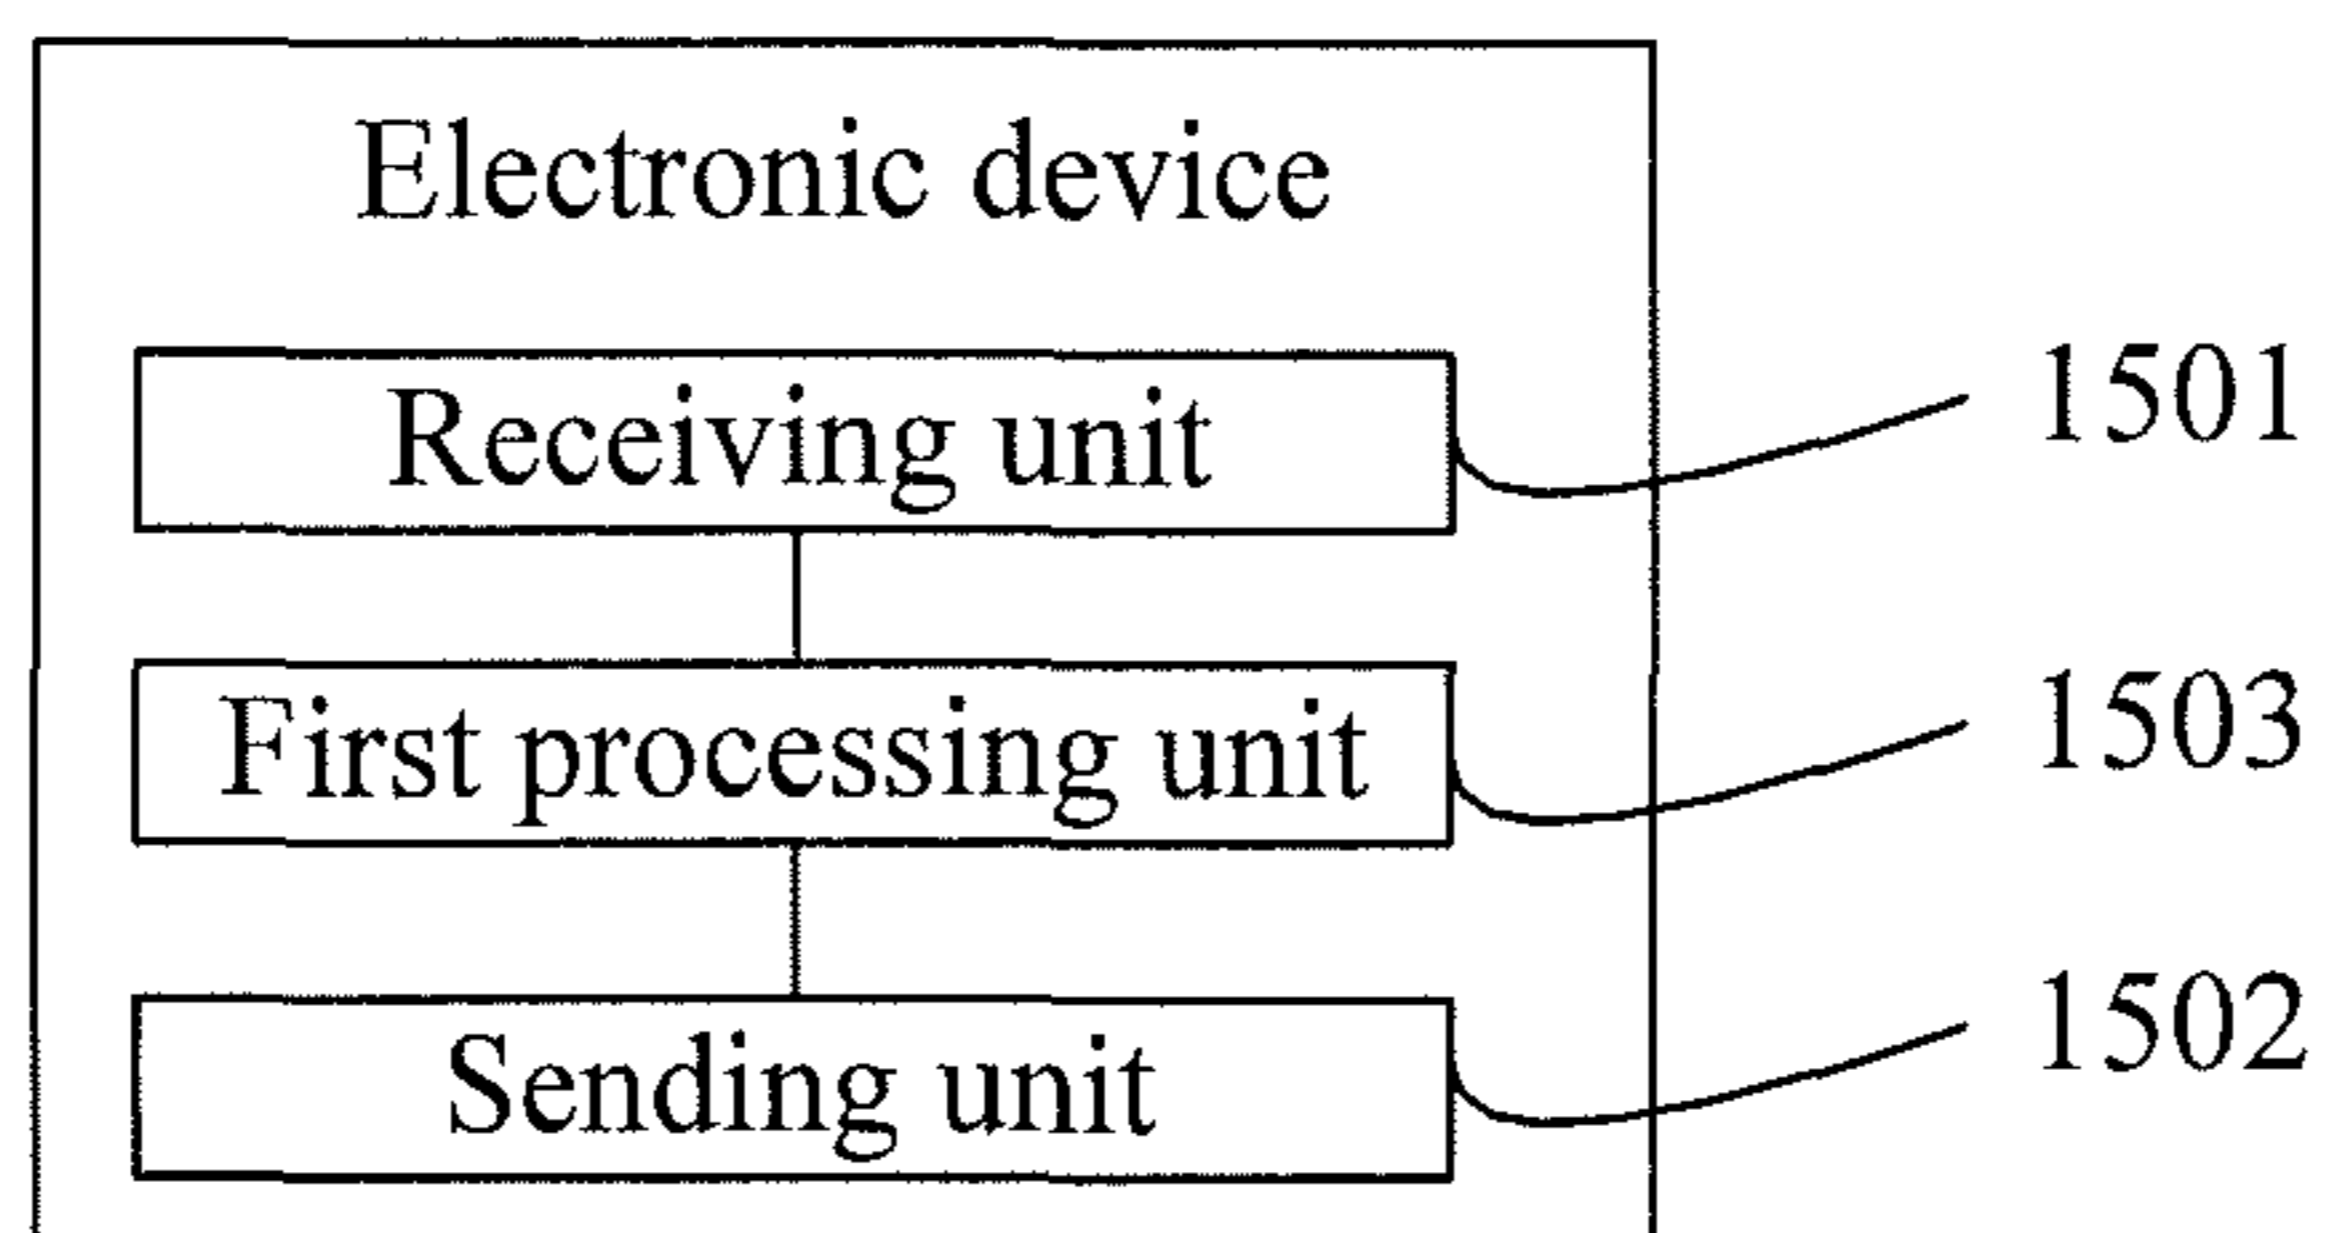 Electronic device
Receiving unit
1501
First processing unit
1503
Sending unit
1502